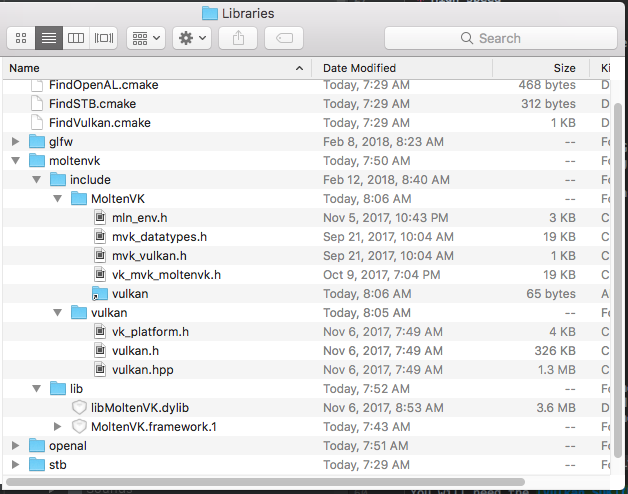 Libraries
Search
Name Date Modified Size Ki
FindOpenAL.cmake Today, 7:29 AM 468 bytes D
FindSTB.cmake Today, 7:29 AM 312 bytes D
FindVulkan.cmake Today, 7:29 AM 1 KB D
glfw Feb 8, 2018, 8:23 AM -- Fo
moltenvk Today, 7:50 AM -- Fo
include Feb 12, 2018, 8:40 AM -- Fo
MoltenVK Today, 8:06 AM -- Fo
mln_env.h Nov 5, 2017, 10:43 PM 3 KB C
mvk_datatypes.h Sep 21, 2017, 10:04 AM 19 KB C
mvk_vulkan.h Sep 21, 2017, 10:04 AM 1 KB C
vk_mvk_moltenvk.h Oct 9, 2017, 7:04 PM 19 KB C
vulkan Today, 8:06 AM 65 bytes A
vulkan Today, 8:05 AM -- Fo
vk_platform.h Nov 6, 2017, 7:49 AM 4 KB C
vulkan.h Nov 6, 2017, 7:49 AM 326 KB C
vulkan.hpp Nov 6, 2017, 7:49 AM 1.3 MB C
lib Today, 7:52 AM -- Fo
libMoltenVK.dylib Nov 6, 2017, 8:53 AM 3.6 MB D
MoltenVK.framework.1 Today, 7:43 AM -- Fo
openal Today, 7:51 AM -- Fo
stb Today, 7:29 AM -- Fo